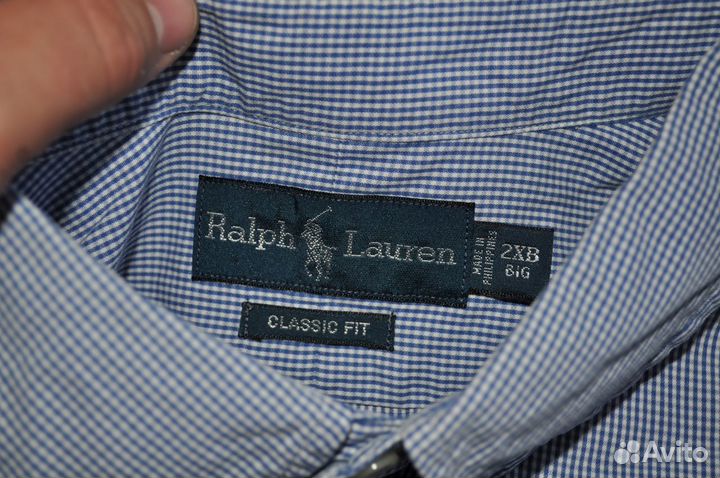 Ralph Lauren
MADE IN
PHILIPPINES
2XB
BIG
CLASSIC FIT
Avito